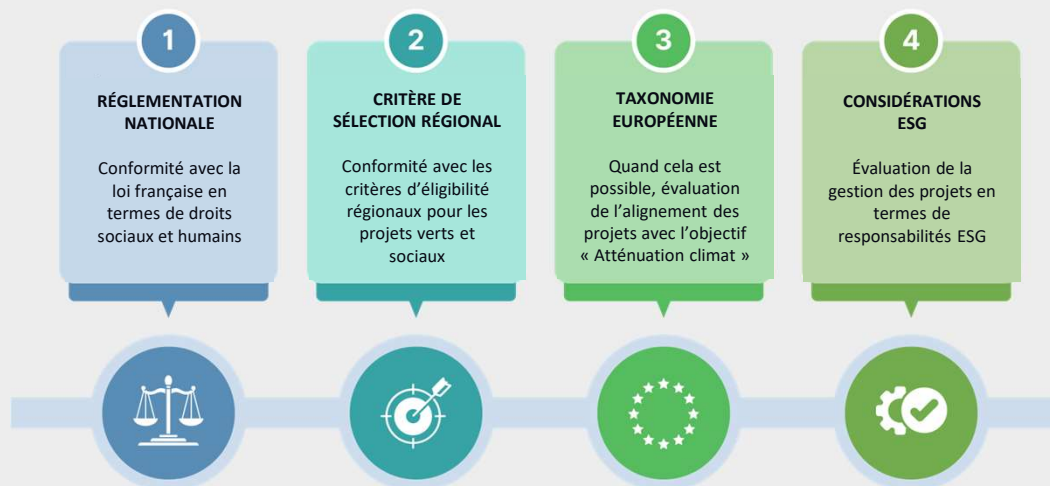 1
RÉGLEMENTATION
NATIONALE
Conformité avec la
loi française en
termes de droits
sociaux et humains
2
CRITÈRE DE
SÉLECTION RÉGIONAL
Conformité avec les
critères d’éligibilité
régionaux pour les
projets verts et
sociaux
3
TAXONOMIE
EUROPÉENNE
Quand cela est
possible, évaluation
de l’alignement des
projets avec l’objectif
« Atténuation climat »
4
CONSIDÉRATIONS
ESG
Évaluation de la
gestion des projets en
termes de
responsabilités ESG